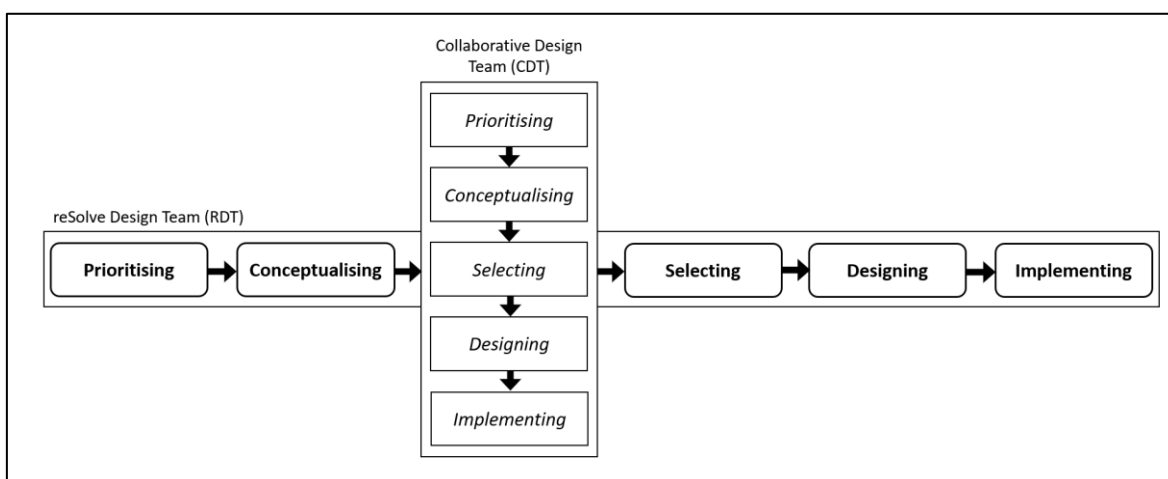 Collaborative Design
Team (CDT)
Prioritising
Conceptualising
reSolve Design Team (RDT)
Prioritising
Conceptualising
Selecting
Selecting
Designing
Implementing
Designing
Implementing